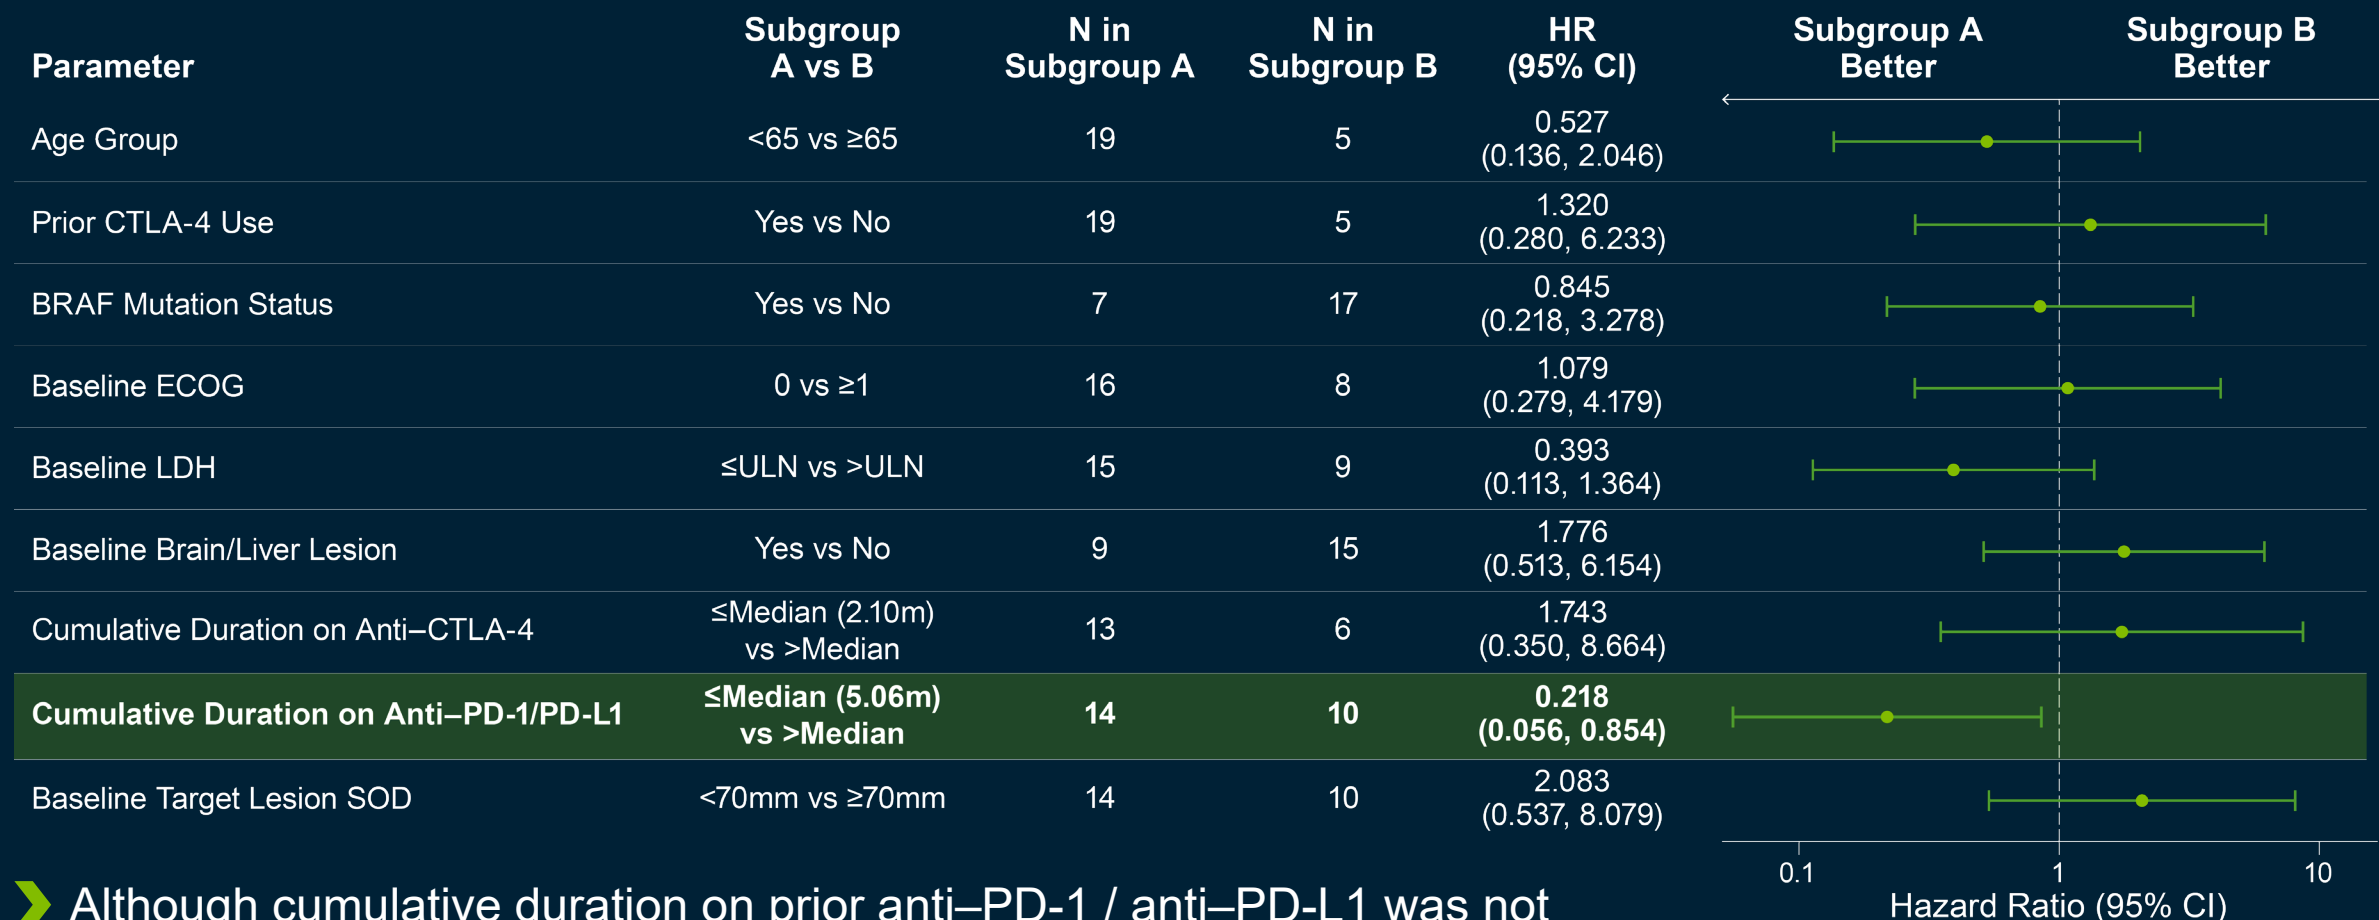 Parameter Subgroup A vs B N in Subgroup A N in Subgroup B HR (95% CI) Subgroup A Better Subgroup B Better
Age Group <65 vs ≥65 19 5 0.527 (0.136, 2.046)
Prior CTLA-4 Use Yes vs No 19 5 1.320 (0.280, 6.233)
BRAF Mutation Status Yes vs No 7 17 0.845 (0.218, 3.278)
Baseline ECOG 0 vs ≥1 16 8 1.079 (0.279, 4.179)
Baseline LDH ≤ULN vs >ULN 15 9 0.393 (0.113, 1.364)
Baseline Brain/Liver Lesion Yes vs No 9 15 1.776 (0.513, 6.154)
Cumulative Duration on Anti–CTLA-4 ≤Median (2.10m) vs >Median 13 6 1.743 (0.350, 8.664)
Cumulative Duration on Anti–PD-1/PD-L1 ≤Median (5.06m) vs >Median 14 10 0.218 (0.056, 0.854)
Baseline Target Lesion SOD <70mm vs ≥70mm 14 10 2.083 (0.537, 8.079)
0.1 1 10
Hazard Ratio (95% CI)
Although cumulative duration on prior anti–PD-1 / anti–PD-L1 was not